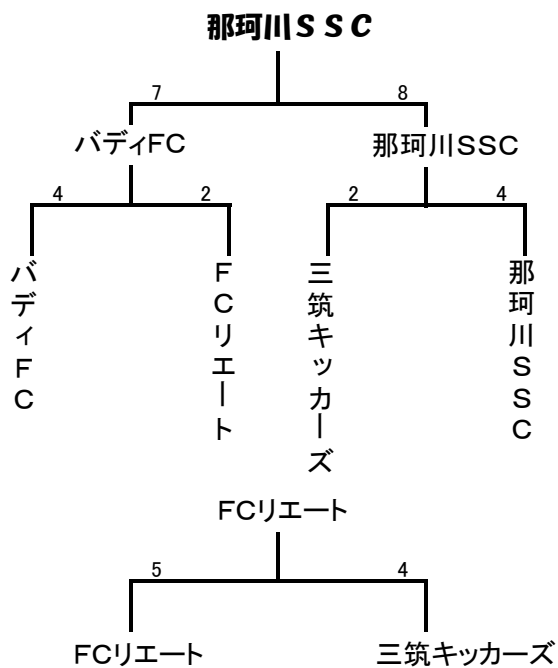 那珂川ＳＳＣ
7
8
バディFC
那珂川SSC
4
2
2
4
バディFC
FCリエート
三筑キッカーズ
那珂川SSC
FCリエート
5
4
FCリエート
三筑キッカーズ